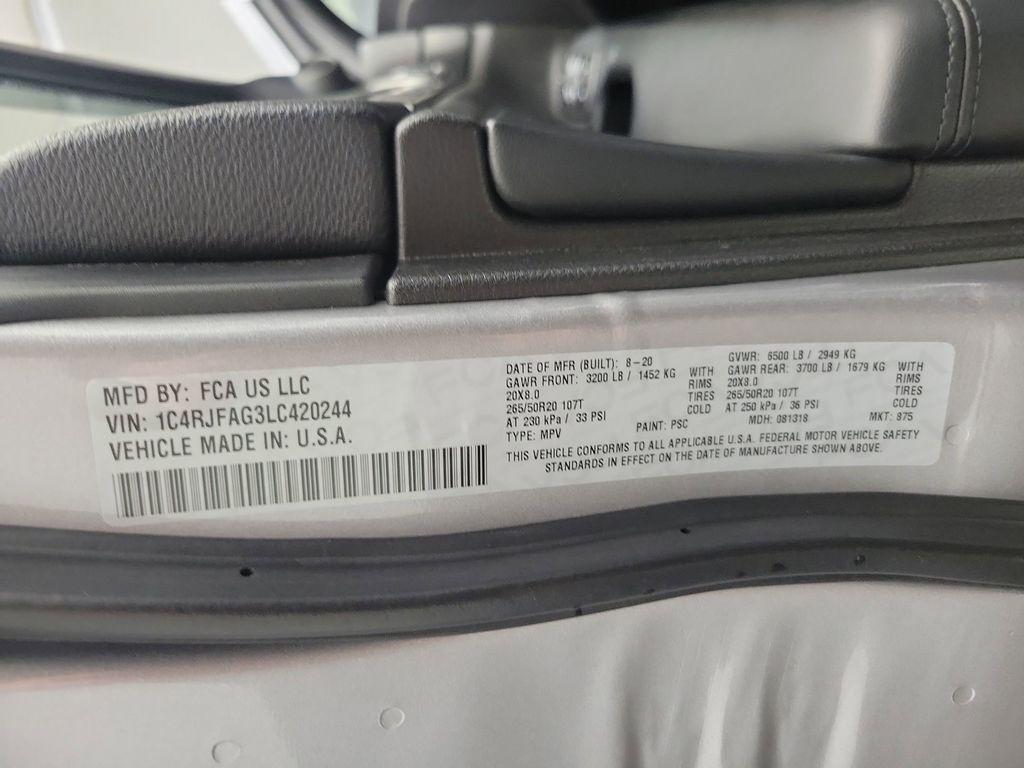 MFD BY: FCA US LLC
VIN: 1C4RJFAG3LC420244
VEHICLE MADE IN: U.S.A.
DATE OF MFR (BUILT): 8-20
GAWR FRONT: 3200 LB / 1452 KG WITH
20X8.0 RIMS
265/50R20 107T TIRES
AT 230 kPa / 33 PSI COLD
TYPE: MPV PAINT: PSC
GVWR: 6500 LB / 2949 KG
GAWR REAR: 3700 LB / 1679 KG WITH
20X8.0 RIMS
265/50R20 107T TIRES
AT 250 kPa / 36 PSI COLD
MDH: 081318 MKT: 875
THIS VEHICLE CONFORMS TO ALL APPLICABLE U.S.A. FEDERAL MOTOR VEHICLE SAFETY
STANDARDS IN EFFECT ON THE DATE OF MANUFACTURE SHOWN ABOVE.